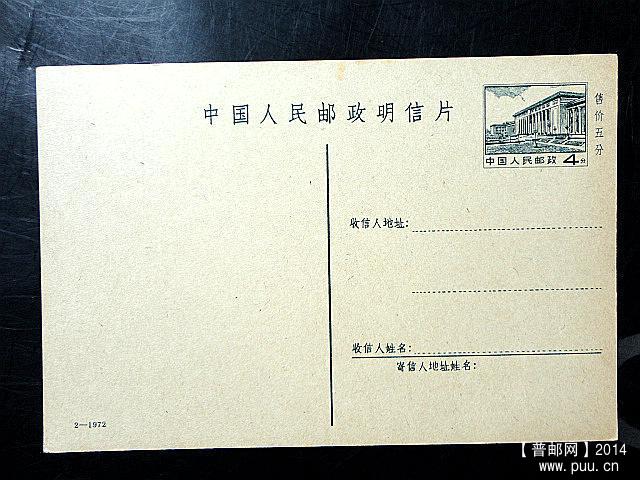 中国人民邮政明信片
中国人民邮政 4分
售价五分
收信人地址:
收信人姓名:
寄信人地址姓名:
2—1972
【普邮网】2014
www.puu.cn